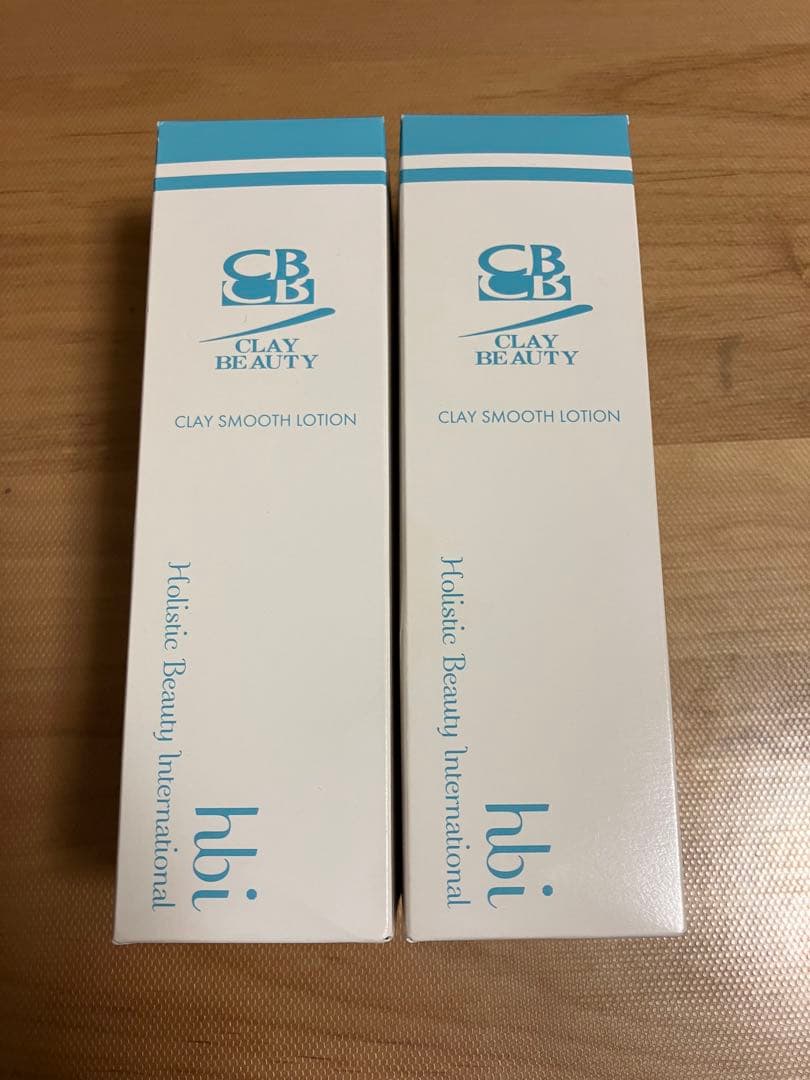 CB
CB
CLAY
BEAUTY
CLAY SMOOTH LOTION
Holistic Beauty International
hbi
CB
CB
CLAY
BEAUTY
CLAY SMOOTH LOTION
Holistic Beauty International
hbi